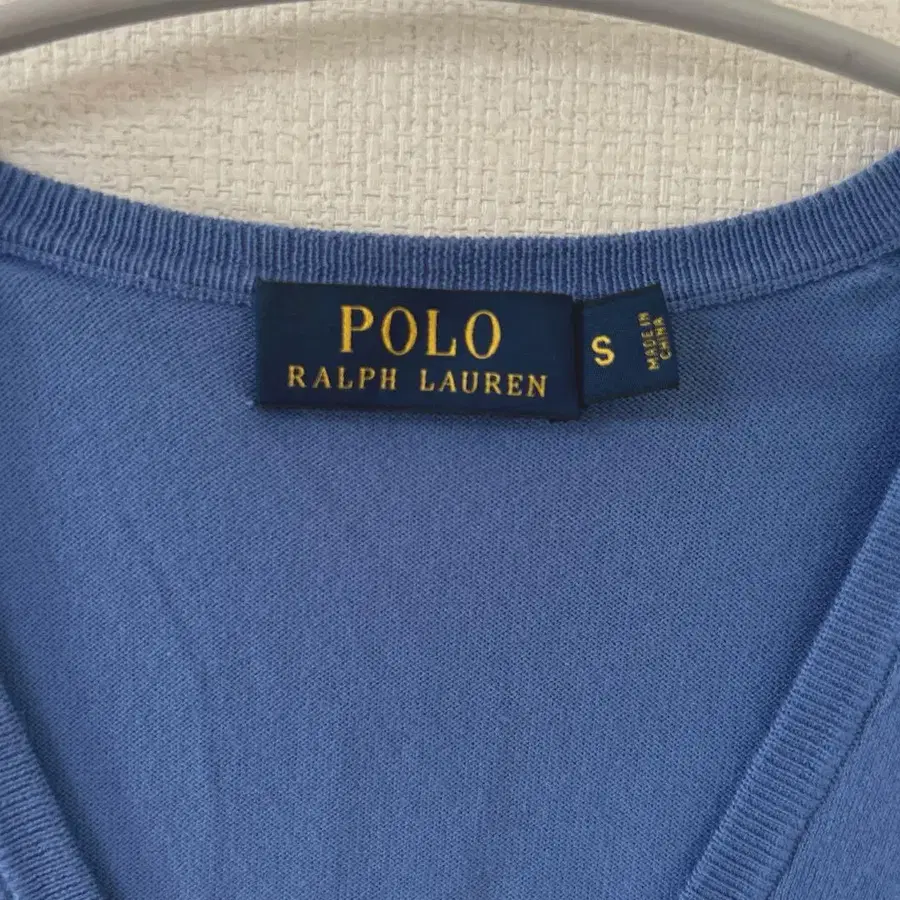 POLO
RALPH LAUREN
S
MADE IN
CHINA